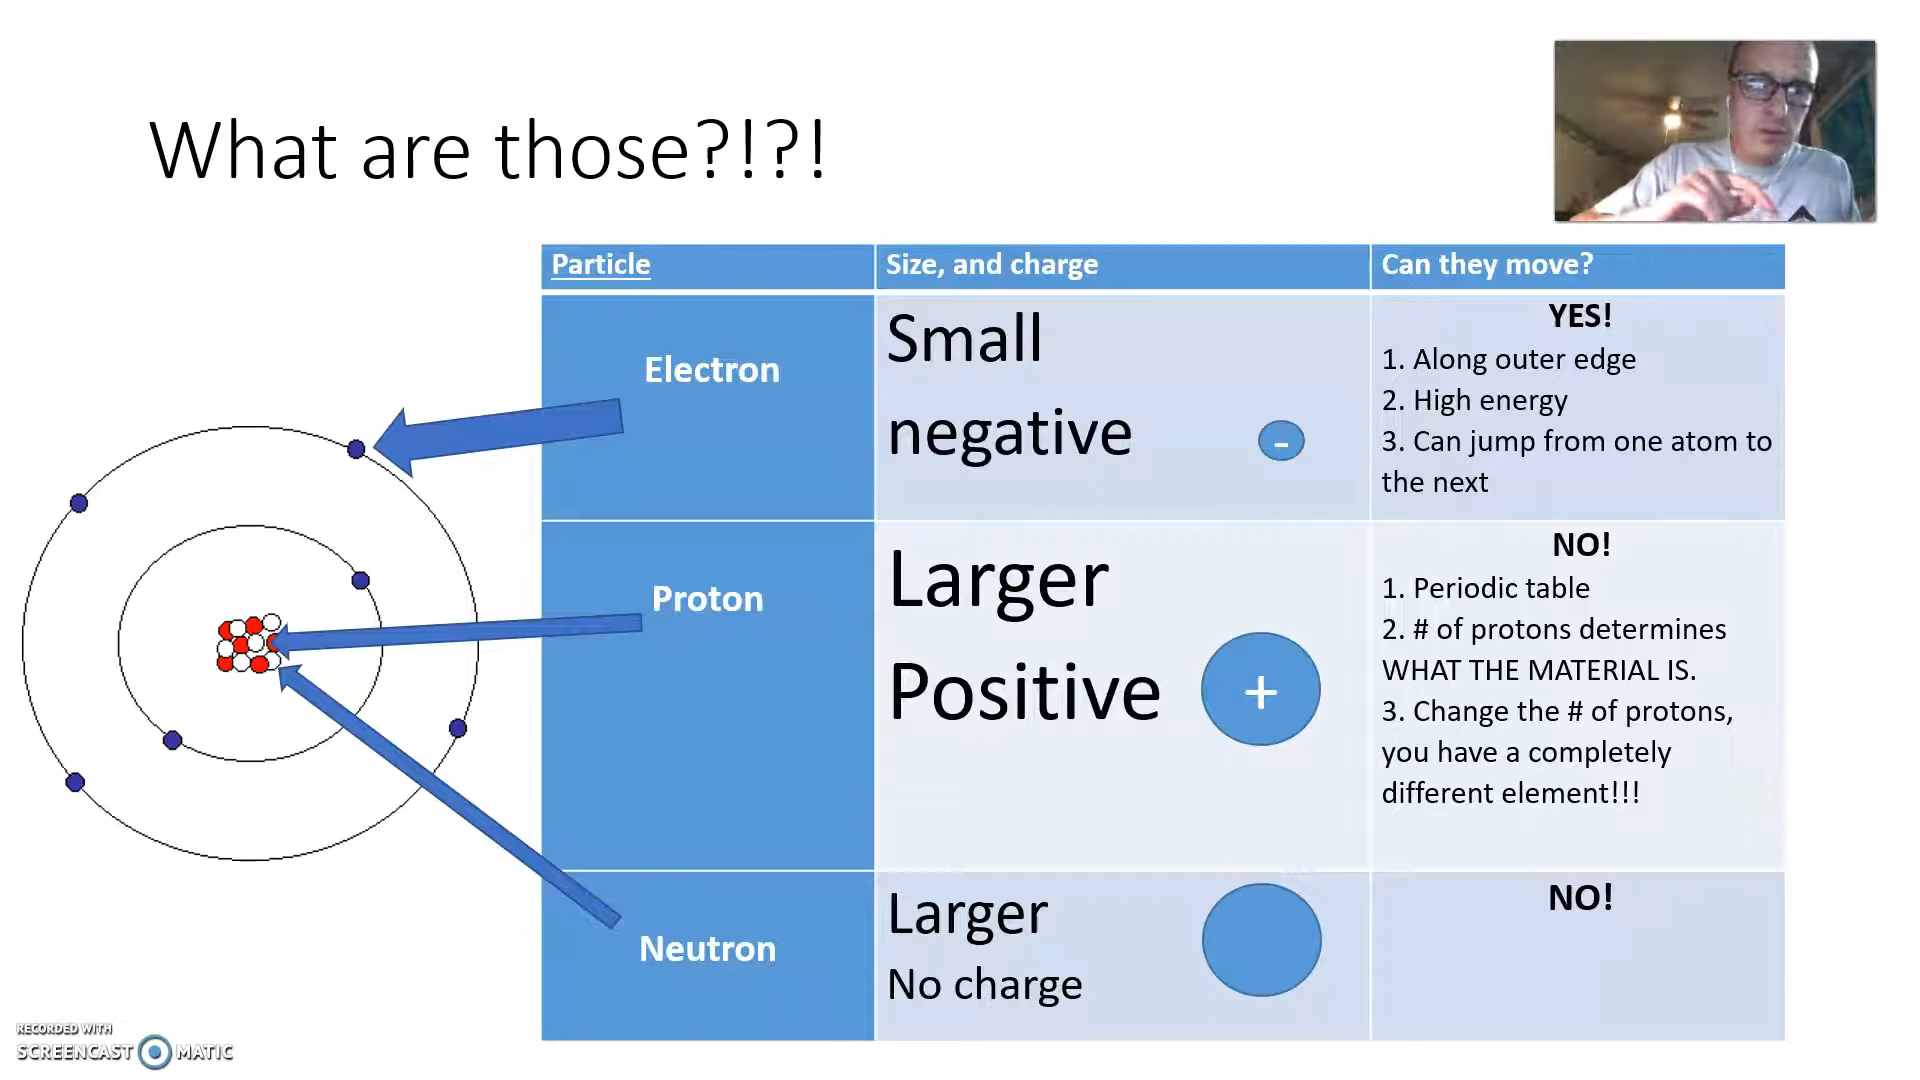 What are those?!?!
Particle
Size, and charge
Can they move?
Electron
Small
negative
-
YES!
1. Along outer edge
2. High energy
3. Can jump from one atom to
the next
Proton
Larger
Positive
+
NO!
1. Periodic table
2. # of protons determines
WHAT THE MATERIAL IS.
3. Change the # of protons,
you have a completely
different element!!!
Neutron
Larger
No charge
NO!
RECORDED WITH
SCREENCAST MATIC